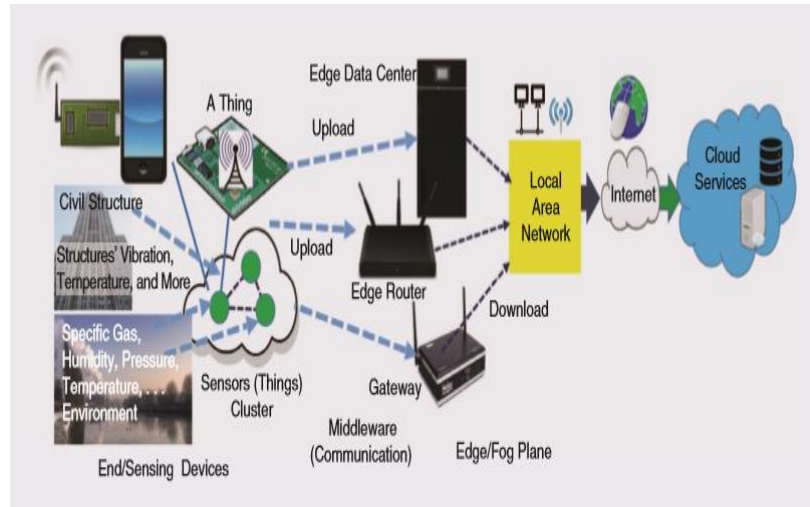 A Thing
Edge Data Center
Upload
Civil Structure
Structures' Vibration,
Temperature, and More
Upload
Edge Router
Local
Area
Network
Internet
Cloud
Services
Specific Gas,
Humidity, Pressure,
Temperature, . . .
Environment
Sensors (Things)
Cluster
Download
Gateway
Middleware
(Communication)
Edge/Fog Plane
End/Sensing Devices